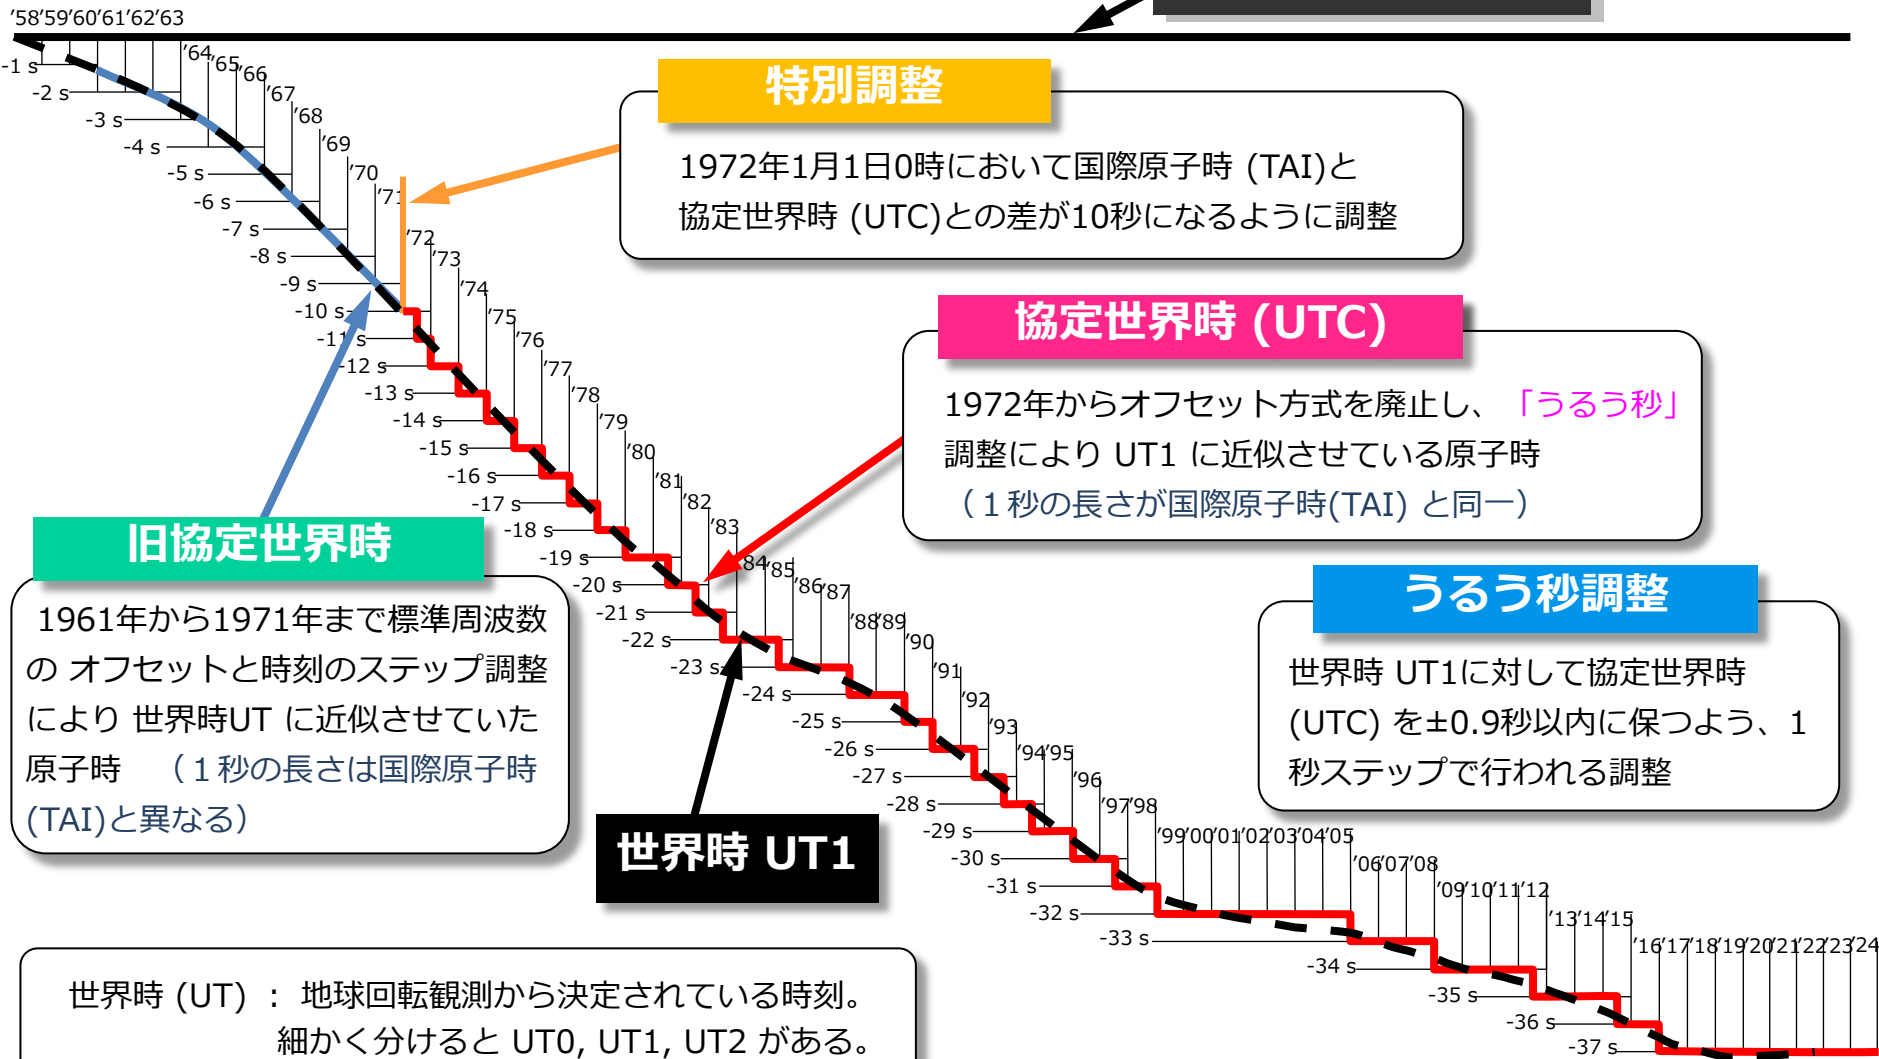 '58'59'60'61'62'63
'64
'65
'66
'67
'68
'69
'70
'71
'72
'73
'74
'75
'76
'77
'78
'79
'80
'81
'82
'83
'84
'85
'86
'87
'88'89
'90
'91
'92
'93
'94'95
'96
'97'98
'99'00'01'02'03'04'05
'06'07'08
'09'10'11'12
'13'14'15
'16'17'18'19'20'21'22'23'24
-1 s
-2 s
-3 s
-4 s
-5 s
-6 s
-7 s
-8 s
-9 s
-10 s
-11 s
-12 s
-13 s
-14 s
-15 s
-16 s
-17 s
-18 s
-19 s
-20 s
-21 s
-22 s
-23 s
-24 s
-25 s
-26 s
-27 s
-28 s
-29 s
-30 s
-31 s
-32 s
-33 s
-34 s
-35 s
-36 s
-37 s
特別調整
1972年1月1日0時において国際原子時 (TAI)と
協定世界時 (UTC)との差が10秒になるように調整
協定世界時 (UTC)
1972年からオフセット方式を廃止し、「うるう秒」
調整により UT1 に近似させている原子時
（１秒の長さが国際原子時(TAI) と同一）
旧協定世界時
1961年から1971年まで標準周波数
の オフセットと時刻のステップ調整
により 世界時UT に近似させていた
原子時　（１秒の長さは国際原子時
(TAI)と異なる）
うるう秒調整
世界時 UT1に対して協定世界時
(UTC) を±0.9秒以内に保つよう、1
秒ステップで行われる調整
世界時 UT1
世界時 (UT) ： 地球回転観測から決定されている時刻。
細かく分けると UT0, UT1, UT2 がある。